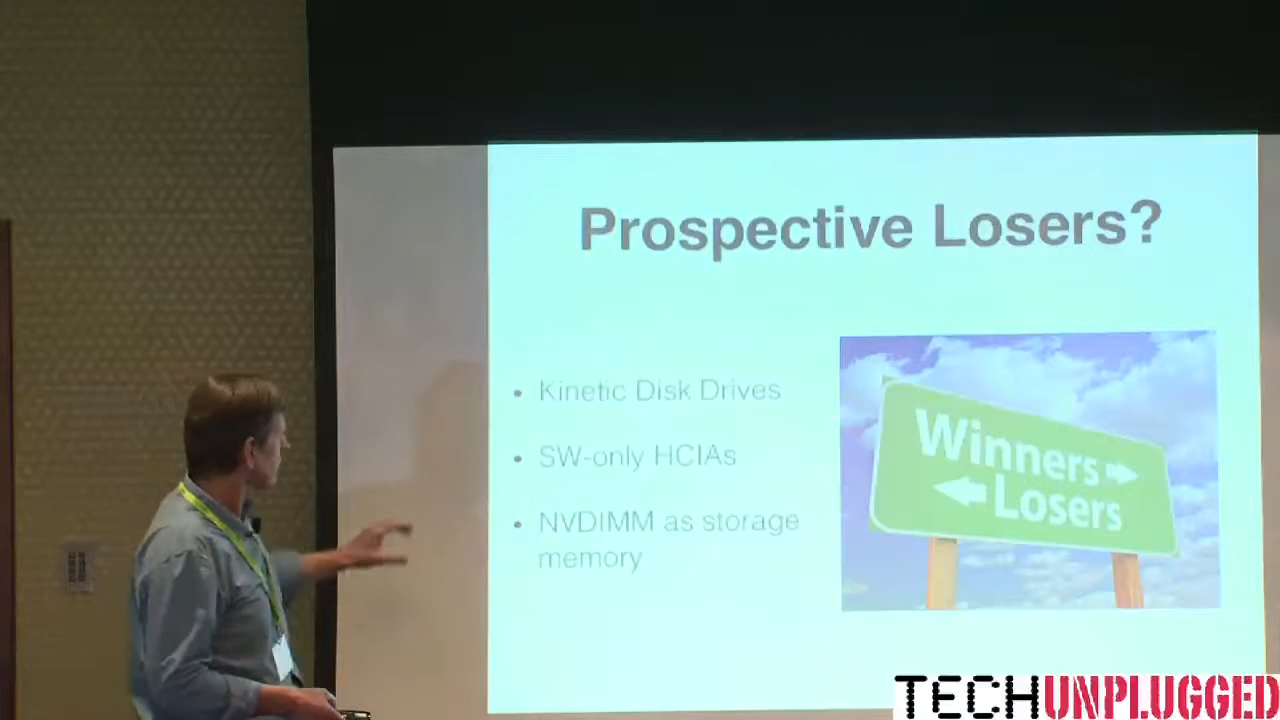 Prospective Losers?
• Kinetic Disk Drives
• SW-only HCIAs
• NVDIMM as storage
memory
Winners
Losers
TECHUNPLUGGED